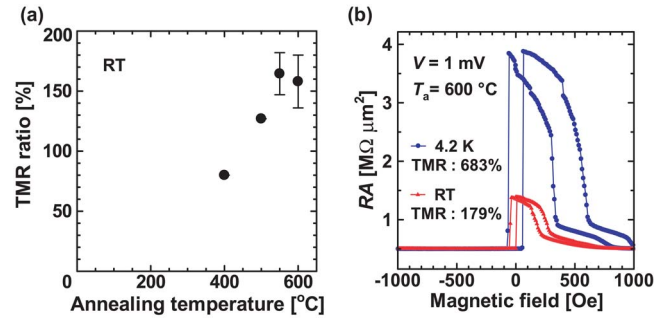 (a)
RT
TMR ratio [%]
200
150
100
50
0
0
200
400
600
Annealing temperature [°C]
(b)
V = 1 mV
Tₐ= 600 °C
4.2 K
TMR : 683%
RT
TMR : 179%
RA [MΩ μm²]
4
3
2
1
-1000
-500
0
500
1000
Magnetic field [Oe]